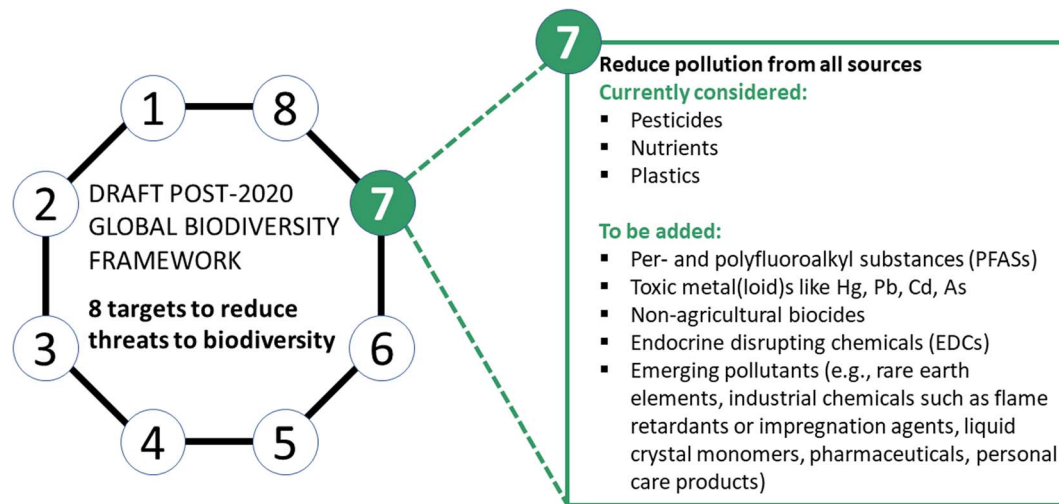 1
8
2
7
3
6
4
5
DRAFT POST-2020
GLOBAL BIODIVERSITY
FRAMEWORK
8 targets to reduce
threats to biodiversity
7
Reduce pollution from all sources
Currently considered:
▪ Pesticides
▪ Nutrients
▪ Plastics
To be added:
▪ Per- and polyfluoroalkyl substances (PFASs)
▪ Toxic metal(loid)s like Hg, Pb, Cd, As
▪ Non-agricultural biocides
▪ Endocrine disrupting chemicals (EDCs)
▪ Emerging pollutants (e.g., rare earth
elements, industrial chemicals such as flame
retardants or impregnation agents, liquid
crystal monomers, pharmaceuticals, personal
care products)